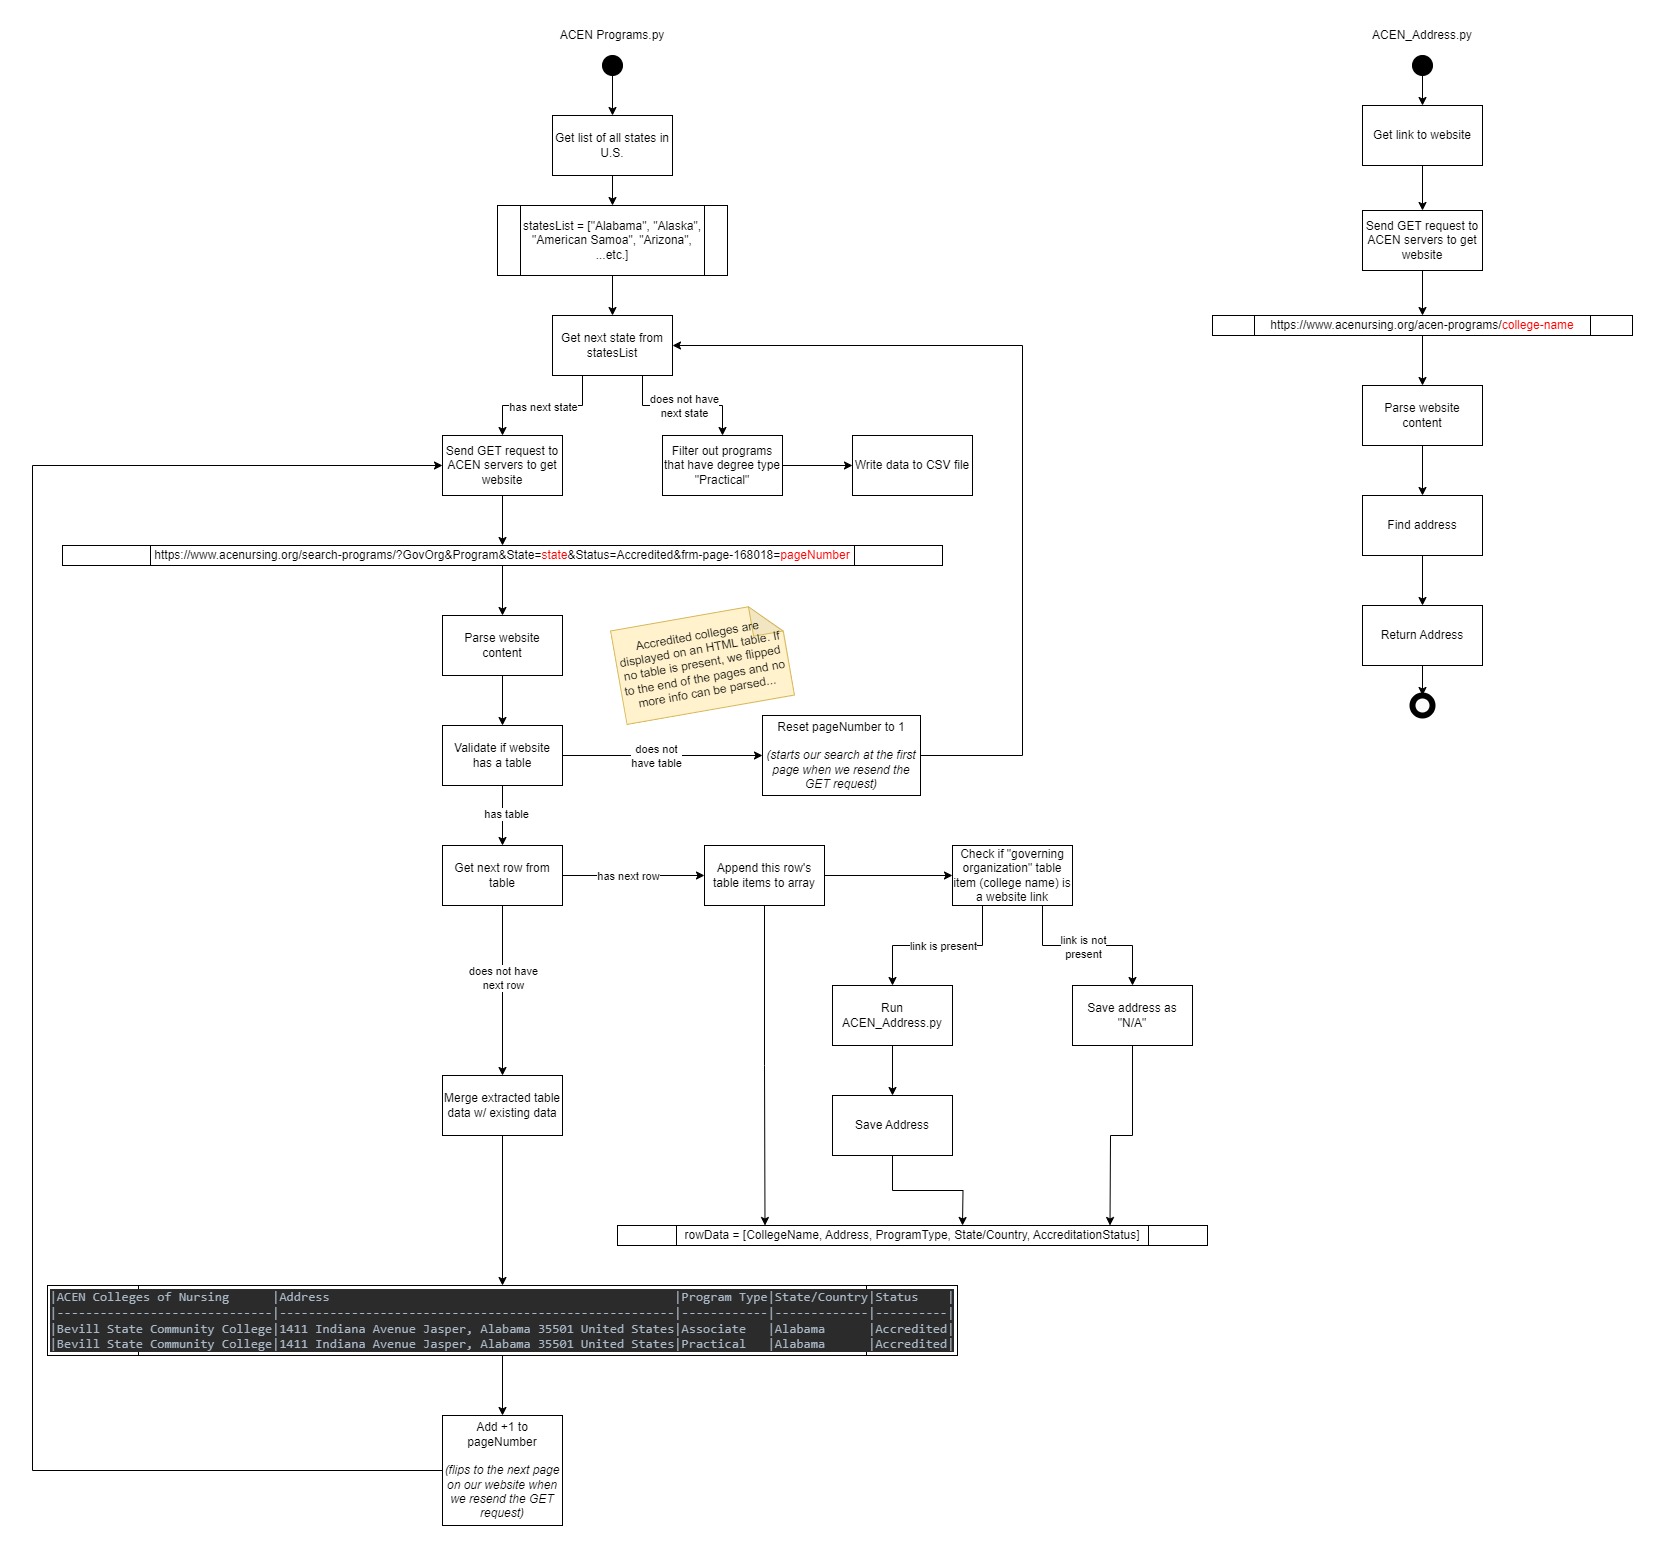 ACEN Programs.py
Get list of all states in
U.S.
statesList = ["Alabama", "Alaska",
"American Samoa", "Arizona",
...etc.]
Get next state from
statesList
has next state
does not have
next state
Send GET request to
ACEN servers to get
website
Filter out programs
that have degree type
"Practical"
Write data to CSV file
https://www.acenursing.org/search-programs/?GovOrg&Program&State=state&Status=Accredited&frm-page-168018=pageNumber
Parse website
content
Accredited colleges are
displayed on an HTML table. If
no table is present, we flipped
to the end of the pages and no
more info can be parsed...
Validate if website
has a table
does not
have table
Reset pageNumber to 1
(starts our search at the first
page when we resend the
GET request)
has table
Get next row from
table
has next row
Append this row's
table items to array
Check if "governing
organization" table
item (college name) is
a website link
link is present
link is not
present
does not have
next row
Run
ACEN_Address.py
Save address as
"N/A"
Merge extracted table
data w/ existing data
Save Address
rowData = [CollegeName, Address, ProgramType, State/Country, AccreditationStatus]
|ACEN Colleges of Nursing      |Address                                                |Program Type|State/Country|Status    |
|------------------------------|-------------------------------------------------------|------------|-------------|----------|
|Bevill State Community College|1411 Indiana Avenue Jasper, Alabama 35501 United States|Associate   |Alabama      |Accredited|
|Bevill State Community College|1411 Indiana Avenue Jasper, Alabama 35501 United States|Practical   |Alabama      |Accredited|
Add +1 to
pageNumber
(flips to the next page
on our website when
we resend the GET
request)
ACEN_Address.py
Get link to website
Send GET request to
ACEN servers to get
website
https://www.acenursing.org/acen-programs/college-name
Parse website
content
Find address
Return Address